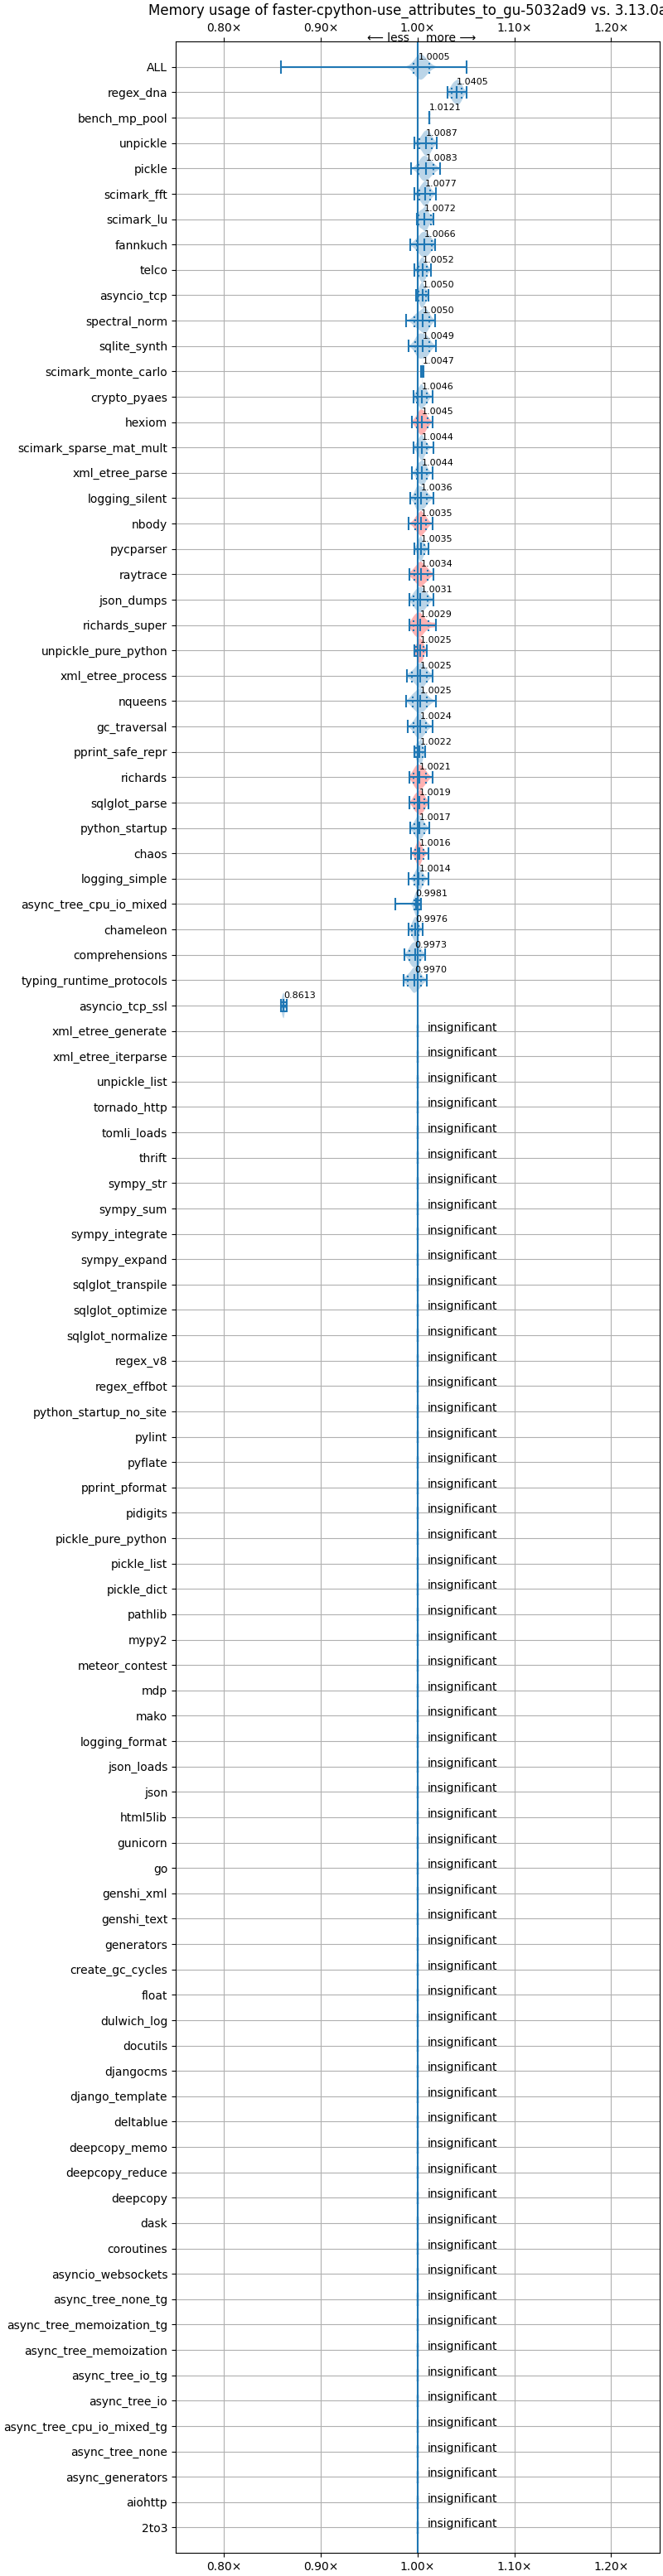 Memory usage of faster-cpython-use_attributes_to_gu-5032ad9 vs. 3.13.0a
0.80× 0.90× 1.00× 1.10× 1.20×
⟵ less more ⟶
ALL 1.0005
regex_dna 1.0405
bench_mp_pool 1.0121
unpickle 1.0087
pickle 1.0083
scimark_fft 1.0077
scimark_lu 1.0072
fannkuch 1.0066
telco 1.0052
asyncio_tcp 1.0050
spectral_norm 1.0050
sqlite_synth 1.0049
scimark_monte_carlo 1.0047
crypto_pyaes 1.0046
hexiom 1.0045
scimark_sparse_mat_mult 1.0044
xml_etree_parse 1.0044
logging_silent 1.0036
nbody 1.0035
pycparser 1.0035
raytrace 1.0034
json_dumps 1.0031
richards_super 1.0029
unpickle_pure_python 1.0025
xml_etree_process 1.0025
nqueens 1.0025
gc_traversal 1.0024
pprint_safe_repr 1.0022
richards 1.0021
sqlglot_parse 1.0019
python_startup 1.0017
chaos 1.0016
logging_simple 1.0014
async_tree_cpu_io_mixed 0.9981
chameleon 0.9976
comprehensions 0.9973
typing_runtime_protocols 0.9970
asyncio_tcp_ssl 0.8613
xml_etree_generate insignificant
xml_etree_iterparse insignificant
unpickle_list insignificant
tornado_http insignificant
tomli_loads insignificant
thrift insignificant
sympy_str insignificant
sympy_sum insignificant
sympy_integrate insignificant
sympy_expand insignificant
sqlglot_transpile insignificant
sqlglot_optimize insignificant
sqlglot_normalize insignificant
regex_v8 insignificant
regex_effbot insignificant
python_startup_no_site insignificant
pylint insignificant
pyflate insignificant
pprint_pformat insignificant
pidigits insignificant
pickle_pure_python insignificant
pickle_list insignificant
pickle_dict insignificant
pathlib insignificant
mypy2 insignificant
meteor_contest insignificant
mdp insignificant
mako insignificant
logging_format insignificant
json_loads insignificant
json insignificant
html5lib insignificant
gunicorn insignificant
go insignificant
genshi_xml insignificant
genshi_text insignificant
generators insignificant
create_gc_cycles insignificant
float insignificant
dulwich_log insignificant
docutils insignificant
djangocms insignificant
django_template insignificant
deltablue insignificant
deepcopy_memo insignificant
deepcopy_reduce insignificant
deepcopy insignificant
dask insignificant
coroutines insignificant
asyncio_websockets insignificant
async_tree_none_tg insignificant
async_tree_memoization_tg insignificant
async_tree_memoization insignificant
async_tree_io_tg insignificant
async_tree_io insignificant
async_tree_cpu_io_mixed_tg insignificant
async_tree_none insignificant
async_generators insignificant
aiohttp insignificant
2to3 insignificant
0.80× 0.90× 1.00× 1.10× 1.20×